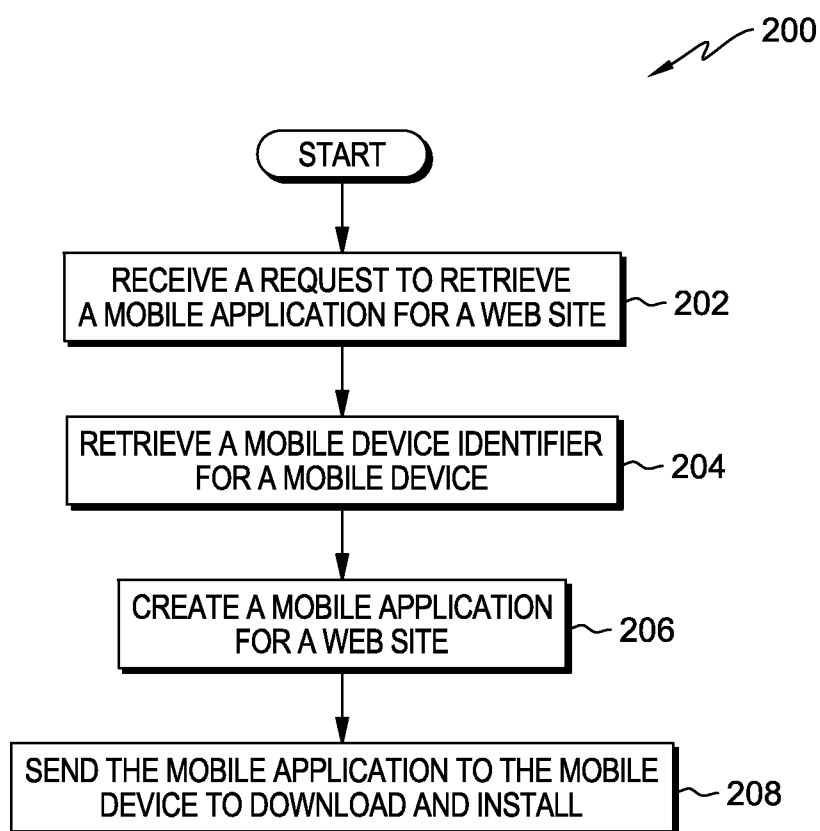 200
START
RECEIVE A REQUEST TO RETRIEVE
A MOBILE APPLICATION FOR A WEB SITE
202
RETRIEVE A MOBILE DEVICE IDENTIFIER
FOR A MOBILE DEVICE
204
CREATE A MOBILE APPLICATION
FOR A WEB SITE
206
SEND THE MOBILE APPLICATION TO THE MOBILE
DEVICE TO DOWNLOAD AND INSTALL
208